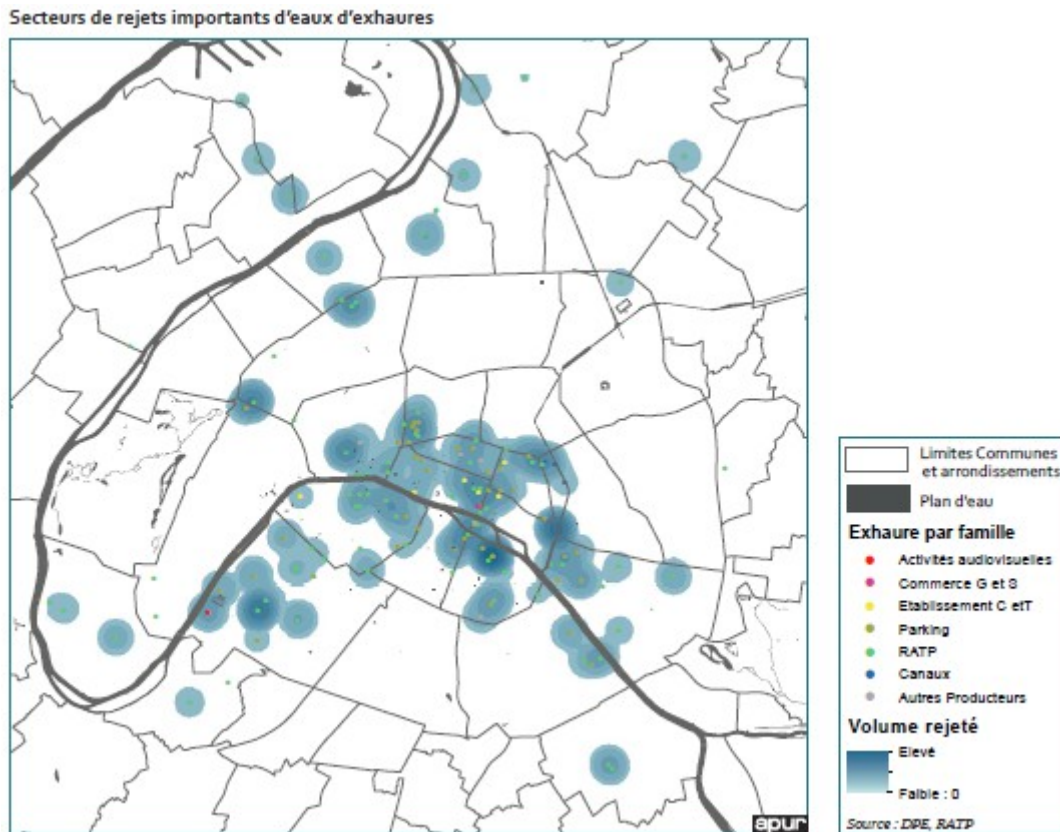 Secteurs de rejets importants d'eaux d'exhaures
Limites Communes
et arrondissements
Plan d'eau
Exhaure par famille
Activités audiovisuelles
Commerce G et S
Etablissement C etT
Parking
RATP
Canaux
Autres Producteurs
Volume rejeté
Elevé
Faible : 0
Source : DPE, RATP
apur